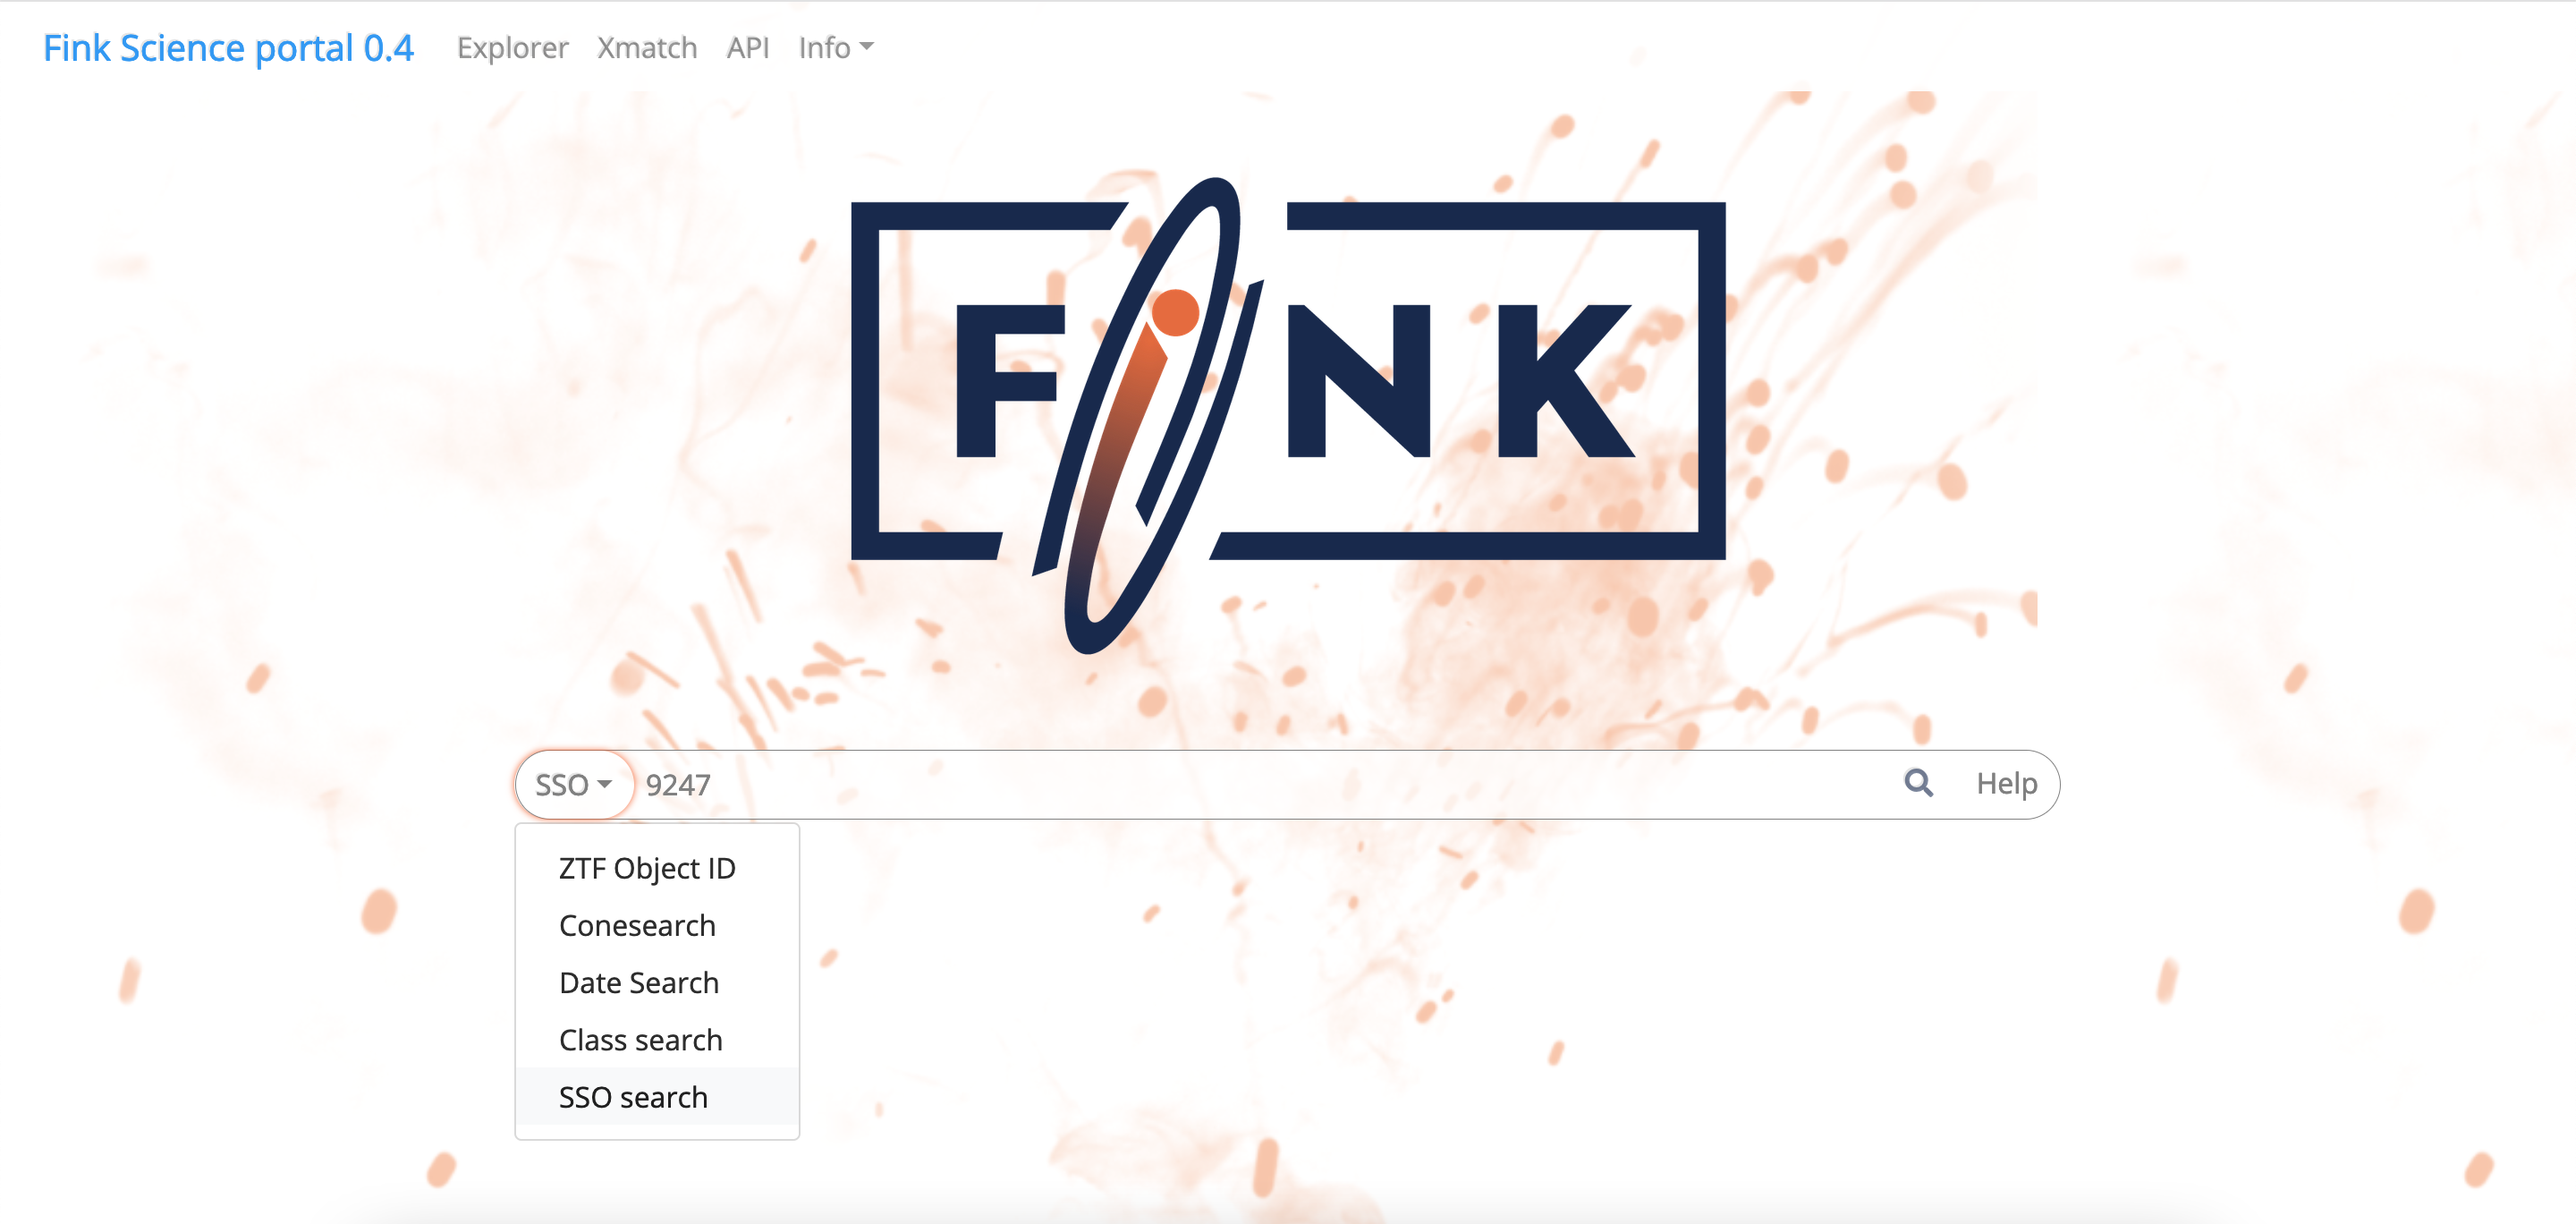 Fink Science portal 0.4 Explorer Xmatch API Info
FINK
SSO 9247 Help
ZTF Object ID
Conesearch
Date Search
Class search
SSO search